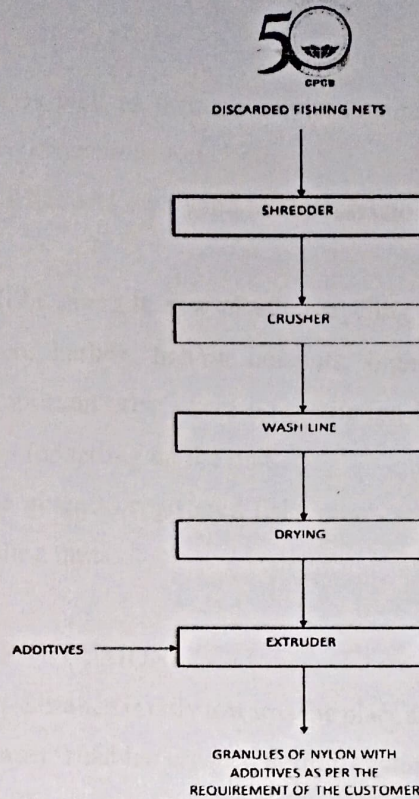 50
CPCB
DISCARDED FISHING NETS
SHREDDER
CRUSHER
WASH LINE
DRYING
ADDITIVES
EXTRUDER
GRANULES OF NYLON WITH
ADDITIVES AS PER THE
REQUIREMENT OF THE CUSTOMER